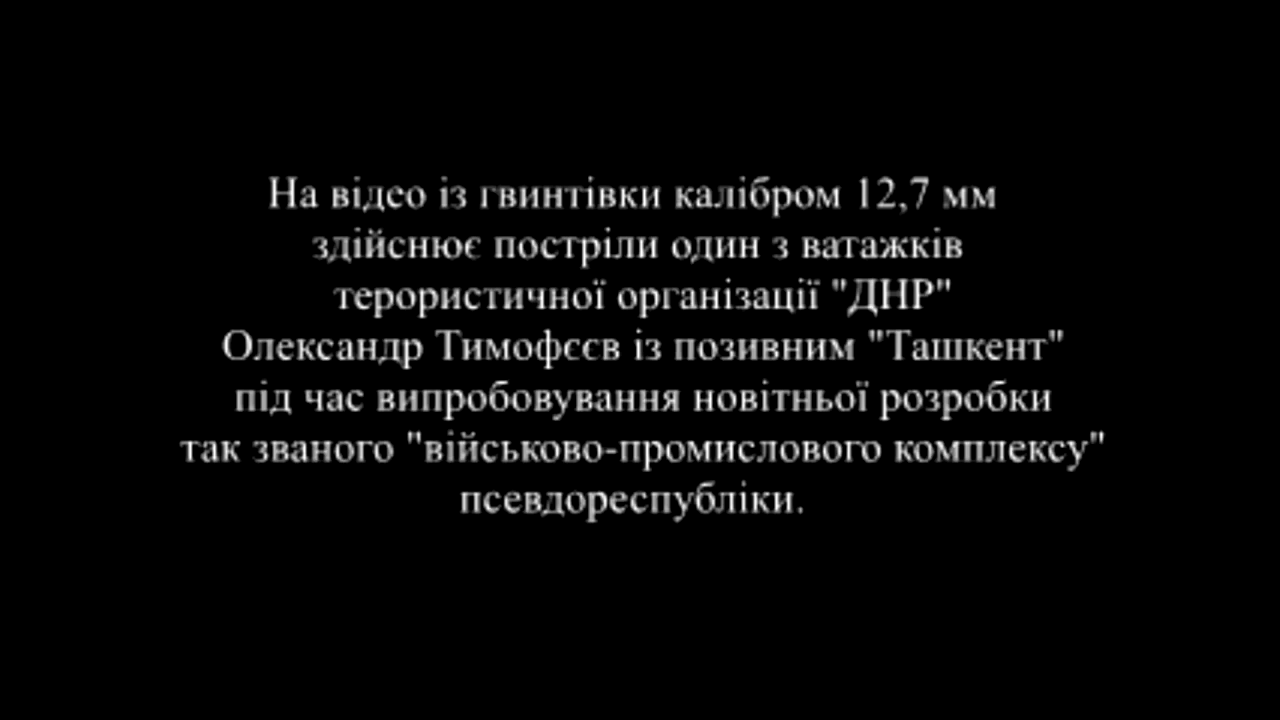 На відео із гвинтівки калібром 12,7 мм
здійснює постріли один з ватажків
терористичної організації "ДНР"
Олександр Тимофєєв із позивним "Ташкент"
під час випробовування новітньої розробки
так званого "військово-промислового комплексу"
псевдореспубліки.